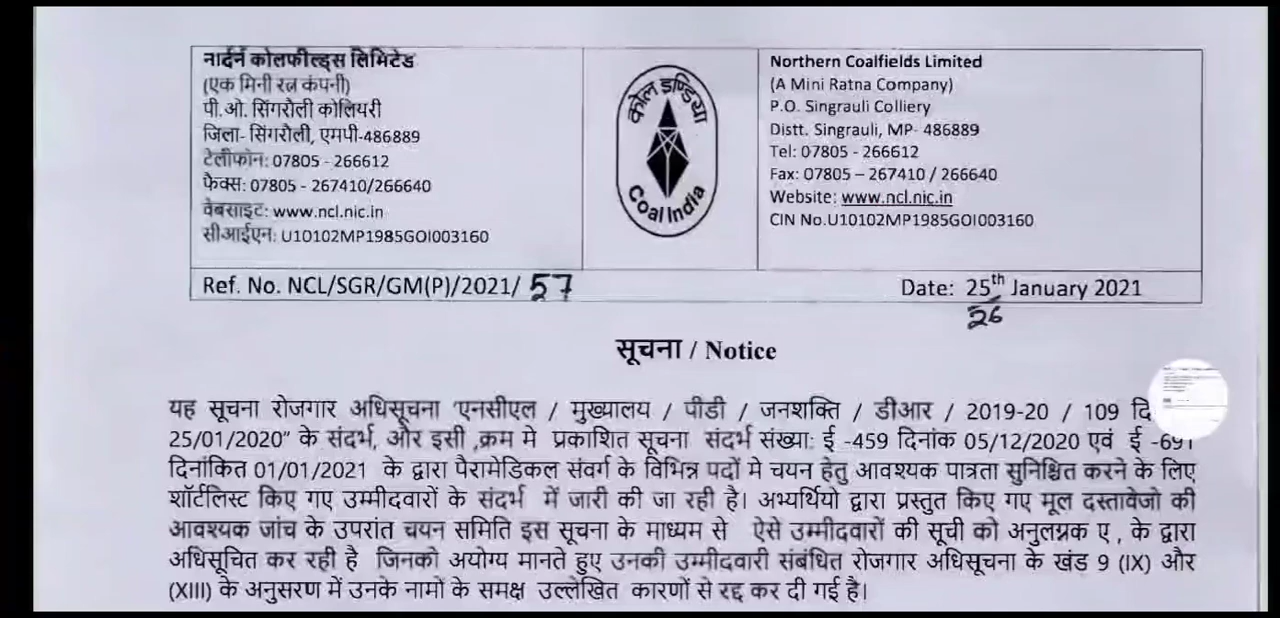 नार्दर्न कोलफील्ड्स लिमिटेड
(एक मिनी रत्न कंपनी)
पी.ओ. सिंगरौली कोलियरी
जिला- सिंगरौली, एमपी-486889
टेलीफोन: 07805 - 266612
फेक्स: 07805 - 267410/266640
वेबसाइट: www.ncl.nic.in
सीआईएन: U10102MP1985GOI003160
कोल इण्डिया
Coal India
Northern Coalfields Limited
(A Mini Ratna Company)
P.O. Singrauli Colliery
Distt. Singrauli, MP- 486889
Tel: 07805 - 266612
Fax: 07805 – 267410 / 266640
Website: www.ncl.nic.in
CIN No.U10102MP1985GOI003160
Ref. No. NCL/SGR/GM(P)/2021/ 57
Date: 25th January 2021
26
सूचना / Notice
यह सूचना रोजगार अधिसूचना 'एनसीएल / मुख्यालय / पीडी / जनशक्ति / डीआर / 2019-20 / 109 दि
25/01/2020" के संदर्भ, और इसी ,क्रम मे प्रकाशित सूचना संदर्भ संख्या: ई -459 दिनांक 05/12/2020 एवं ई -691
दिनांकित 01/01/2021 के द्वारा पैरामेडिकल संवर्ग के विभिन्न पदों मे चयन हेतु आवश्यक पात्रता सुनिश्चित करने के लिए
शॉर्टलिस्ट किए गए उम्मीदवारों के संदर्भ में जारी की जा रही है। अभ्यर्थियो द्वारा प्रस्तुत किए गए मूल दस्तावेजो की
आवश्यक जांच के उपरांत चयन समिति इस सूचना के माध्यम से ऐसे उम्मीदवारों की सूची को अनुलग्नक ए , के द्वारा
अधिसूचित कर रही है जिनको अयोग्य मानते हुए उनकी उम्मीदवारी संबंधित रोजगार अधिसूचना के खंड 9 (IX) और
(XIII) के अनुसरण में उनके नामों के समक्ष उल्लेखित कारणों से रद्द कर दी गई है।